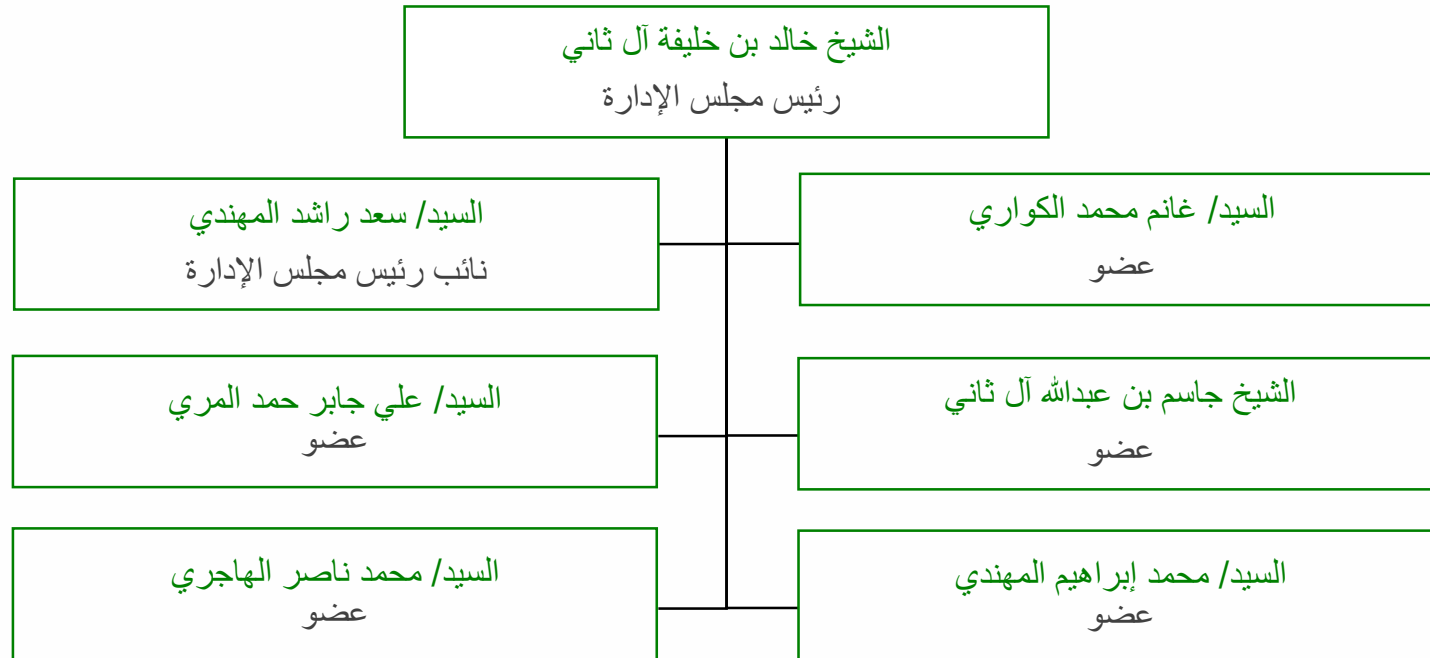 الشيخ خالد بن خليفة آل ثاني
رئيس مجلس الإدارة
السيد/ غانم محمد الكواري
عضو
السيد/ سعد راشد المهندي
نائب رئيس مجلس الإدارة
الشيخ جاسم بن عبدالله آل ثاني
عضو
السيد/ علي جابر حمد المري
عضو
السيد/ محمد إبراهيم المهندي
عضو
السيد/ محمد ناصر الهاجري
عضو